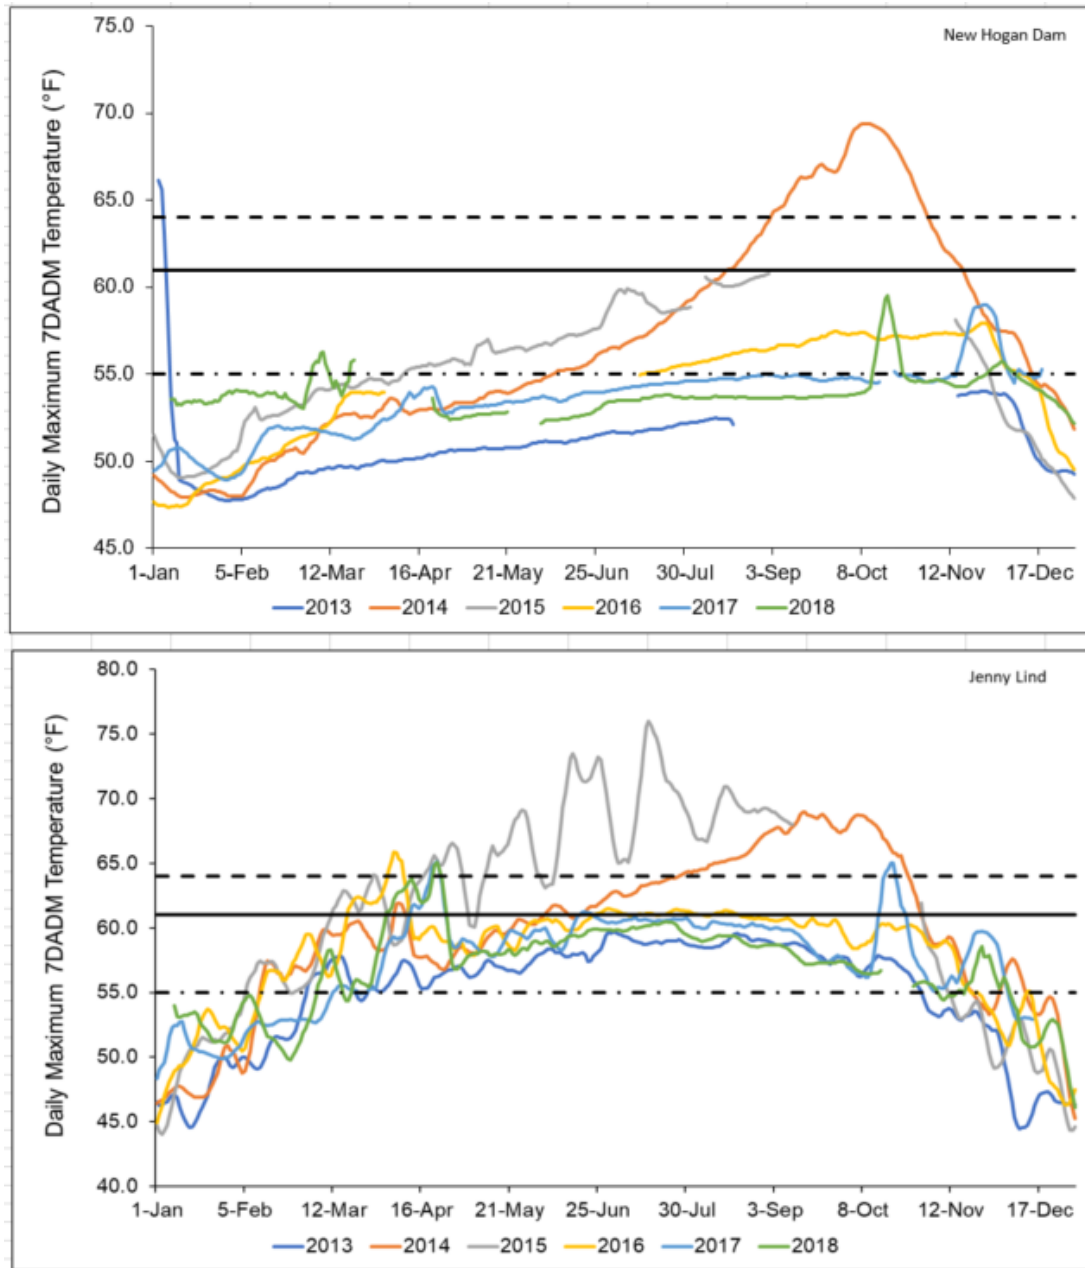 New Hogan Dam
Daily Maximum 7DADM Temperature (°F)
75.0
70.0
65.0
60.0
55.0
50.0
45.0
1-Jan 5-Feb 12-Mar 16-Apr 21-May 25-Jun 30-Jul 3-Sep 8-Oct 12-Nov 17-Dec
2013 2014 2015 2016 2017 2018
Jenny Lind
Daily Maximum 7DADM Temperature (°F)
80.0
75.0
70.0
65.0
60.0
55.0
50.0
45.0
40.0
1-Jan 5-Feb 12-Mar 16-Apr 21-May 25-Jun 30-Jul 3-Sep 8-Oct 12-Nov 17-Dec
2013 2014 2015 2016 2017 2018